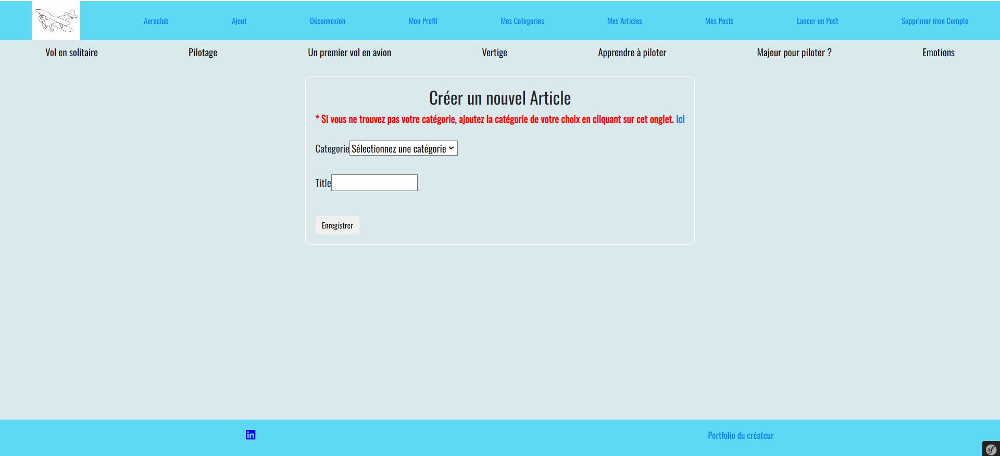 Aeroclub Ajout Déconnexion Mon Profil Mes Categories Mes Articles Mes Posts Lancer un Post Supprimer mon Compte
Vol en solitaire Pilotage Un premier vol en avion Vertige Apprendre à piloter Majeur pour piloter ? Emotions
Créer un nouvel Article
* Si vous ne trouvez pas votre catégorie, ajoutez la catégorie de votre choix en cliquant sur cet onglet. ici
Categorie Sélectionnez une catégorie
Title
Enregistrer
in Portfolio du créateur
sf